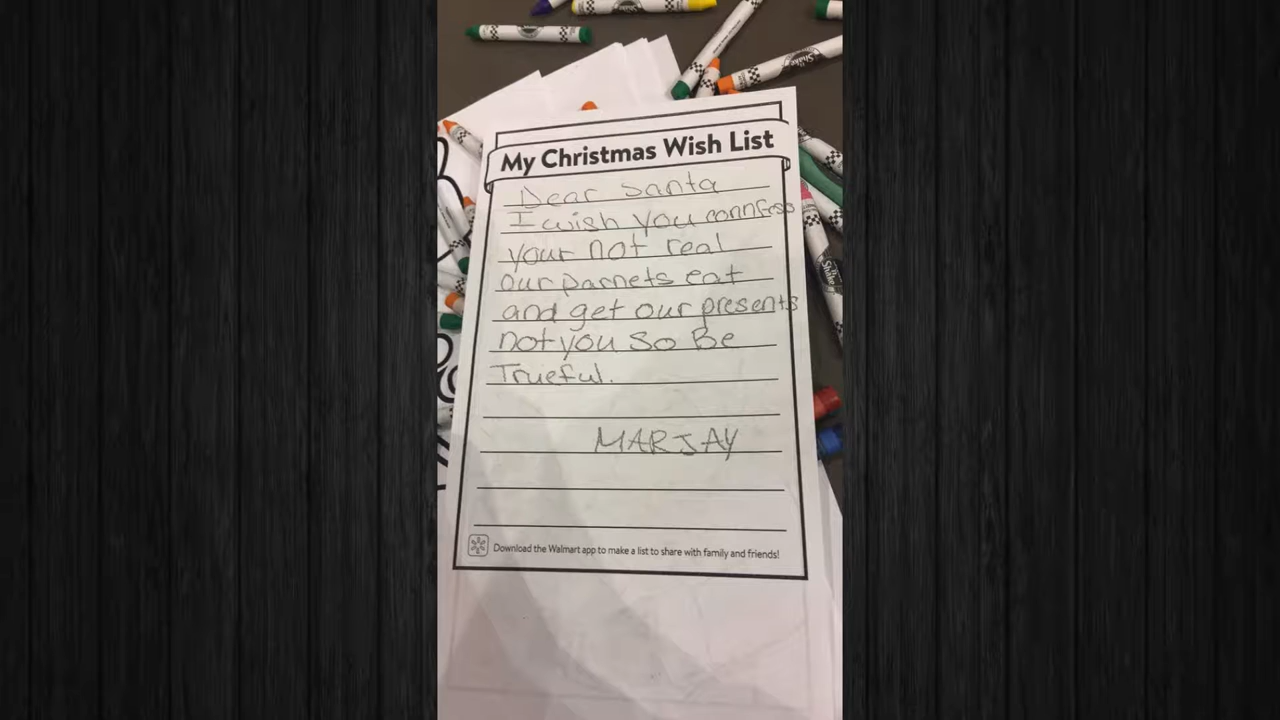 My Christmas Wish List
Dear Santa
I wish you connfess
your not real
our parnets eat
and get our presents
not you so Be
Trueful.
MARJAY
Download the Walmart app to make a list to share with family and friends!